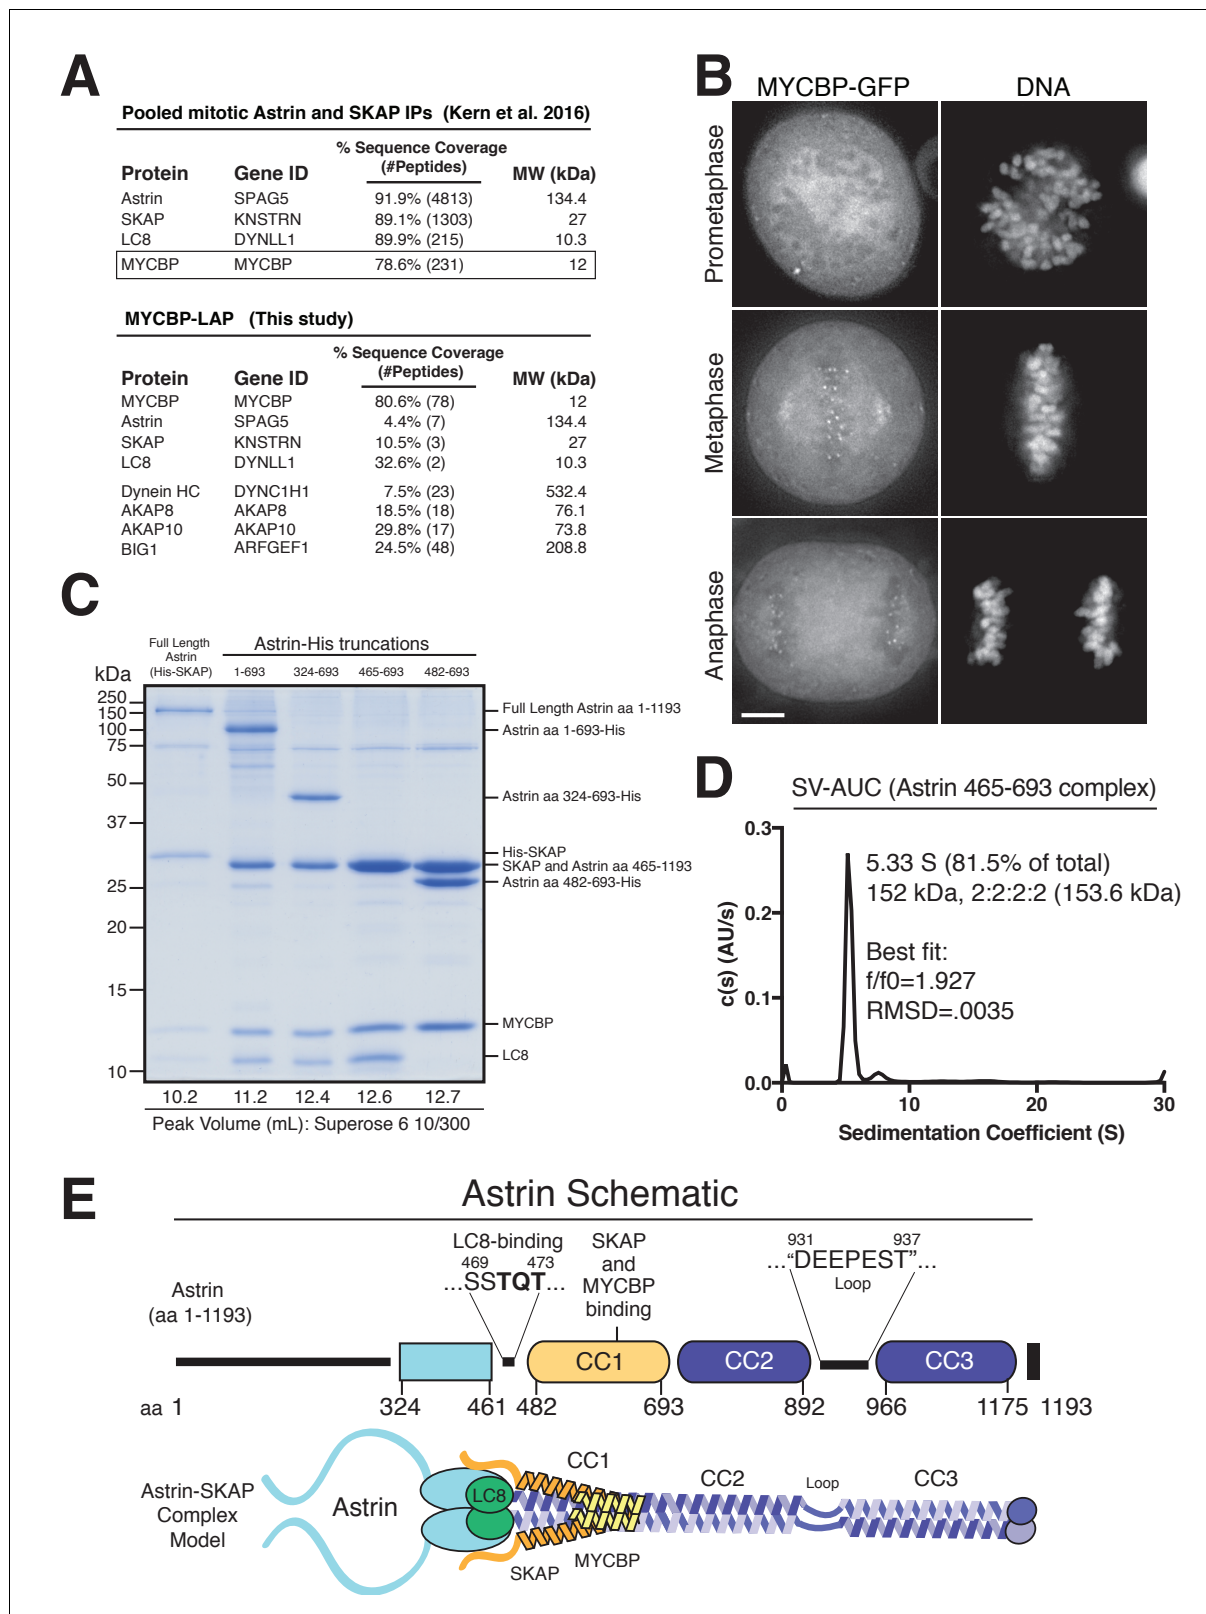 A
Pooled mitotic Astrin and SKAP IPs (Kern et al. 2016)
% Sequence Coverage
(#Peptides)
Protein Gene ID MW (kDa)
Astrin SPAG5 91.9% (4813) 134.4
SKAP KNSTRN 89.1% (1303) 27
LC8 DYNLL1 89.9% (215) 10.3
MYCBP MYCBP 78.6% (231) 12
MYCBP-LAP (This study)
% Sequence Coverage
(#Peptides)
Protein Gene ID MW (kDa)
MYCBP MYCBP 80.6% (78) 12
Astrin SPAG5 4.4% (7) 134.4
SKAP KNSTRN 10.5% (3) 27
LC8 DYNLL1 32.6% (2) 10.3
Dynein HC DYNC1H1 7.5% (23) 532.4
AKAP8 AKAP8 18.5% (18) 76.1
AKAP10 AKAP10 29.8% (17) 73.8
BIG1 ARFGEF1 24.5% (48) 208.8
B
MYCBP-GFP DNA
Prometaphase
Metaphase
Anaphase
C
Full Length
Astrin
(His-SKAP)
Astrin-His truncations
kDa 1-693 324-693 465-693 482-693
250
150
100
75
50
37
25
20
15
10
Full Length Astrin aa 1-1193
Astrin aa 1-693-His
Astrin aa 324-693-His
His-SKAP
SKAP and Astrin aa 465-1193
Astrin aa 482-693-His
MYCBP
LC8
10.2 11.2 12.4 12.6 12.7
Peak Volume (mL): Superose 6 10/300
D
SV-AUC (Astrin 465-693 complex)
c(s) (AU/s)
0.3
0.2
0.1
0.0
5.33 S (81.5% of total)
152 kDa, 2:2:2:2 (153.6 kDa)
Best fit:
f/f0=1.927
RMSD=.0035
0 10 20 30
Sedimentation Coefficient (S)
E
Astrin Schematic
LC8-binding
469 473
...SSTQT...
SKAP
and
MYCBP
binding
931 937
..."DEEPEST"...
Loop
Astrin
(aa 1-1193)
CC1 CC2 CC3
aa 1 324 461 482 693 892 966 1175 1193
Astrin-SKAP
Complex
Model
Astrin
LC8
CC1
CC2
Loop
CC3
SKAP
MYCBP